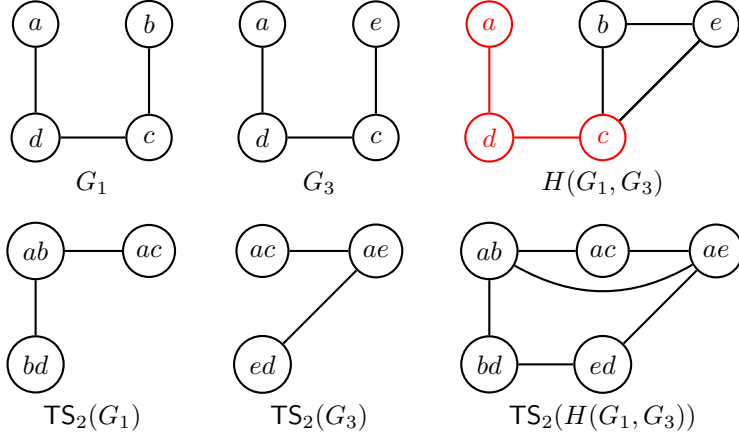 a b a e a b e
d c d c d c
G₁ G₃ H(G₁, G₃)
ab ac ac ae ab ac ae
bd ed bd ed
TS₂(G₁) TS₂(G₃) TS₂(H(G₁, G₃))